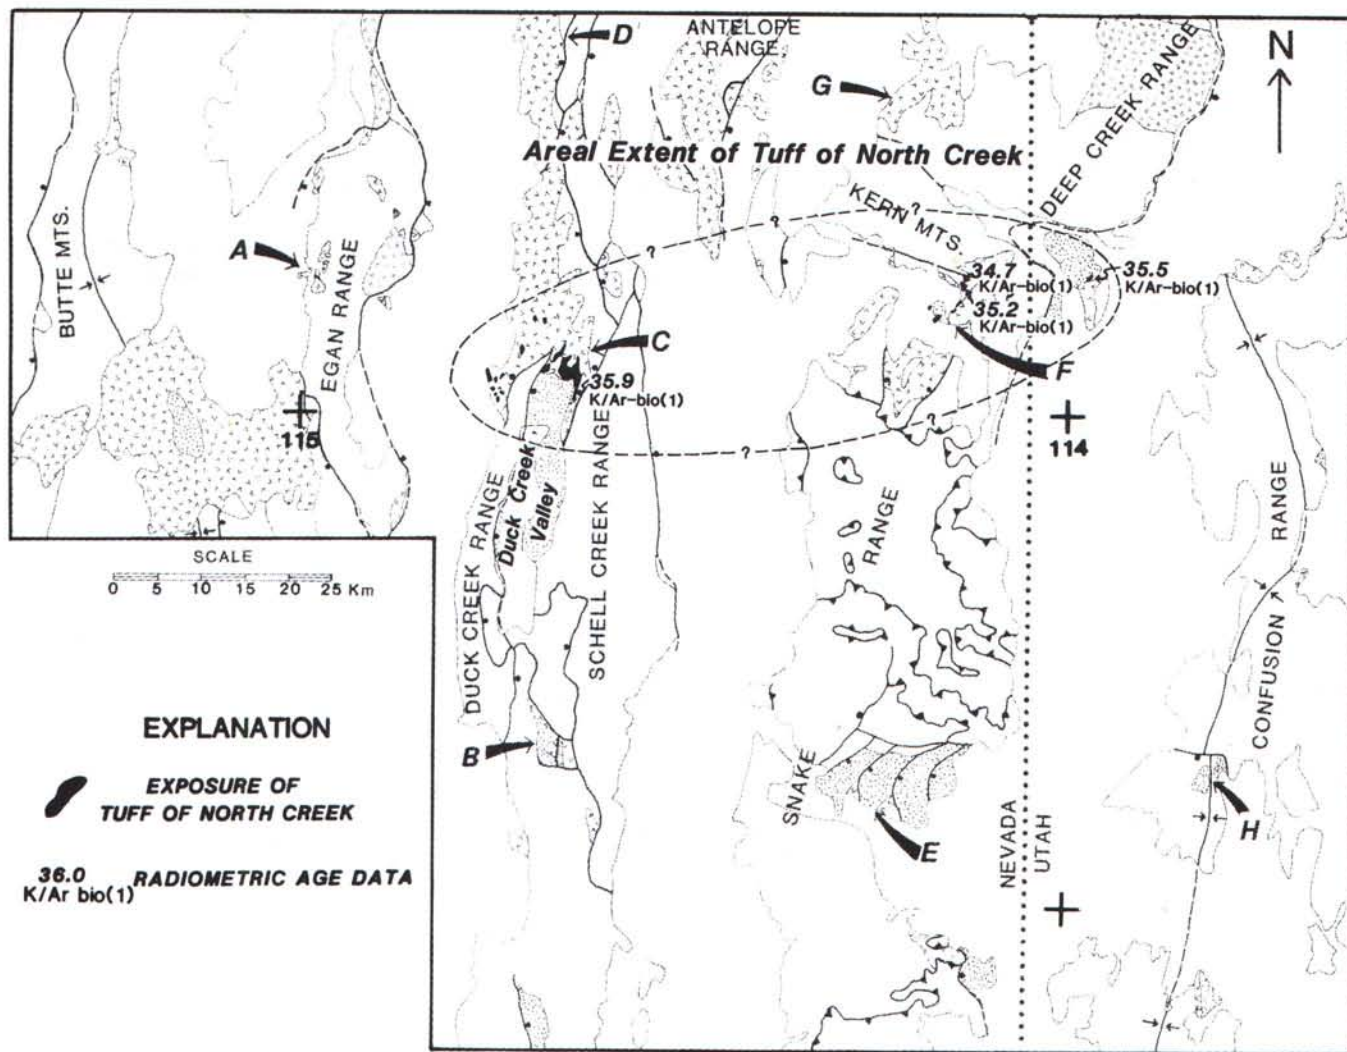 ANTELOPE
RANGE
D
G
N
DEEP CREEK RANGE
Areal Extent of Tuff of North Creek
KERN MTS.
?
?
?
BUTTE MTS.
A
EGAN RANGE
34.7
K/Ar-bio(1)
35.5
K/Ar-bio(1)
35.2
K/Ar-bio(1)
C
F
35.9
K/Ar-bio(1)
115
114
?
?
Duck Creek
Valley
DUCK CREEK RANGE
SCHELL CREEK RANGE
SNAKE RANGE
CONFUSION RANGE
SCALE
0 5 10 15 20 25 Km
EXPLANATION
B
EXPOSURE OF
TUFF OF NORTH CREEK
E
NEVADA
UTAH
H
36.0
K/Ar bio(1)
RADIOMETRIC AGE DATA